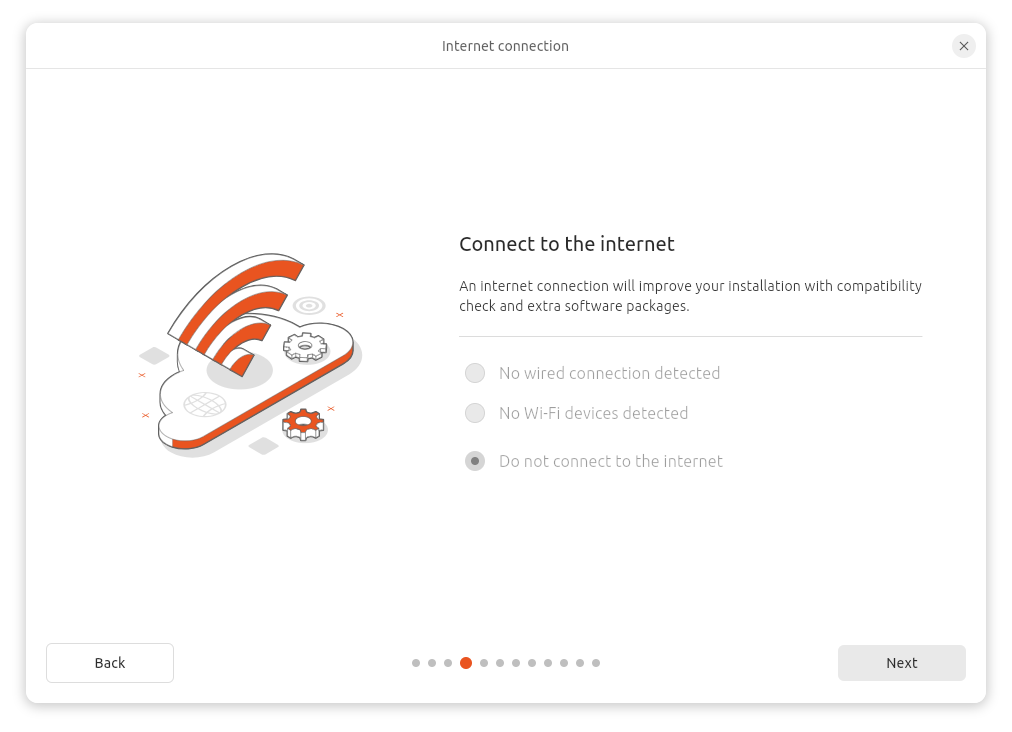 Internet connection
Connect to the internet
An internet connection will improve your installation with compatibility
check and extra software packages.
No wired connection detected
No Wi-Fi devices detected
Do not connect to the internet
Back
Next